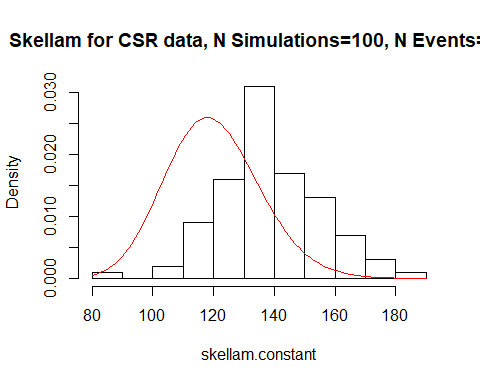 Skellam for CSR data, N Simulations=100, N Events=
Density
0.000 0.010 0.020 0.030
80 100 120 140 160 180
skellam.constant